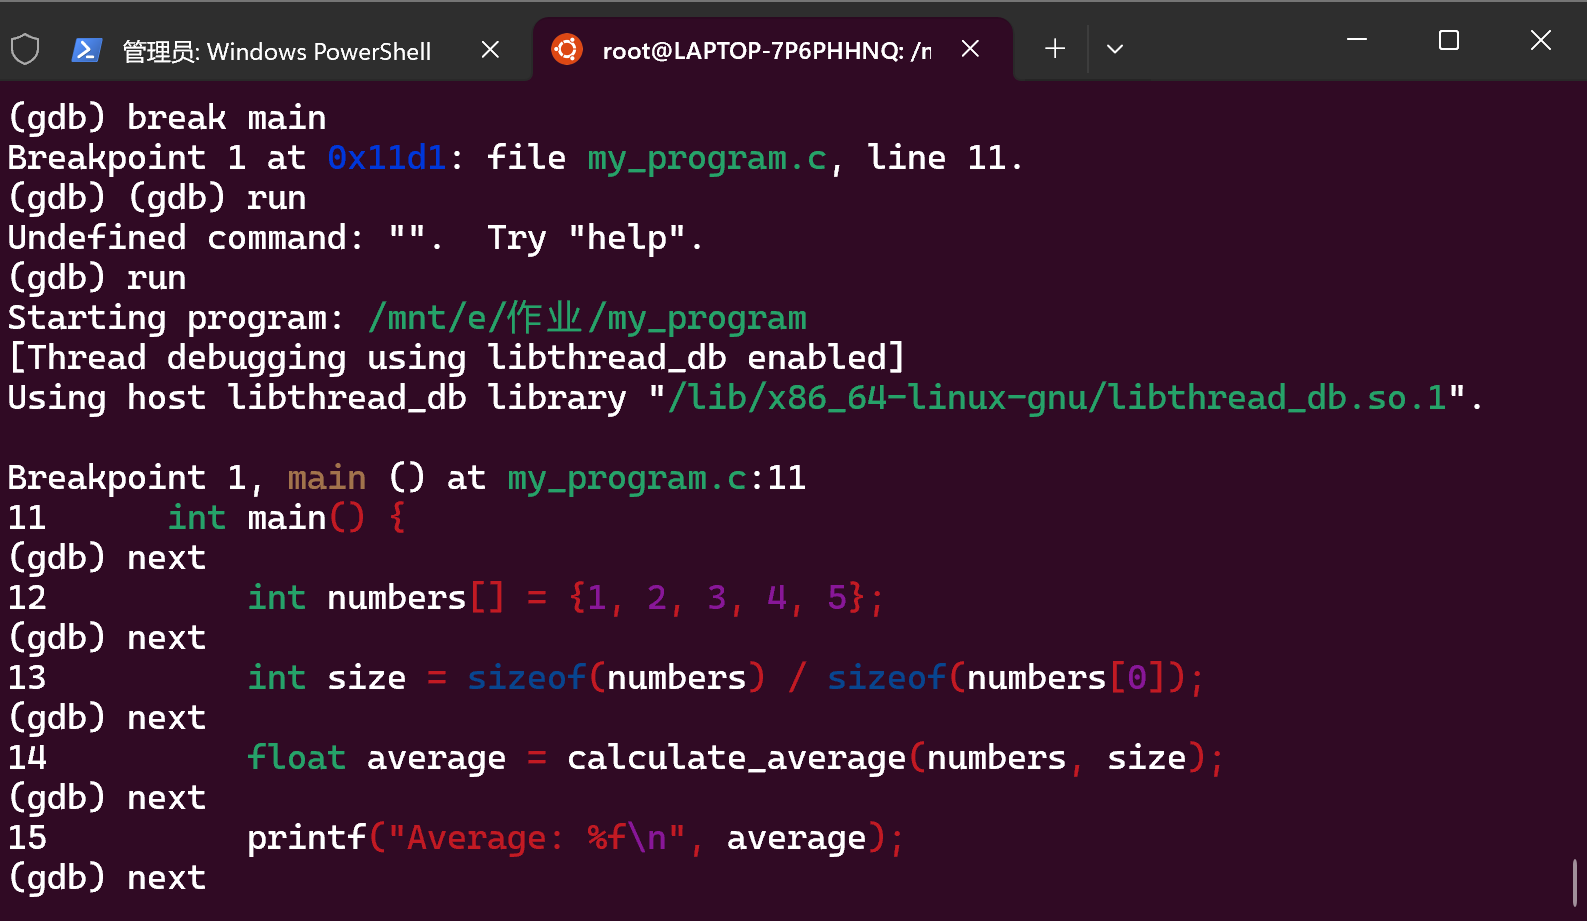 管理员: Windows PowerShell
root@LAPTOP-7P6PHHNQ: /n
(gdb) break main
Breakpoint 1 at 0x11d1: file my_program.c, line 11.
(gdb) (gdb) run
Undefined command: "".  Try "help".
(gdb) run
Starting program: /mnt/e/作业/my_program
[Thread debugging using libthread_db enabled]
Using host libthread_db library "/lib/x86_64-linux-gnu/libthread_db.so.1".
Breakpoint 1, main () at my_program.c:11
11      int main() {
(gdb) next
12          int numbers[] = {1, 2, 3, 4, 5};
(gdb) next
13          int size = sizeof(numbers) / sizeof(numbers[0]);
(gdb) next
14          float average = calculate_average(numbers, size);
(gdb) next
15          printf("Average: %f\n", average);
(gdb) next